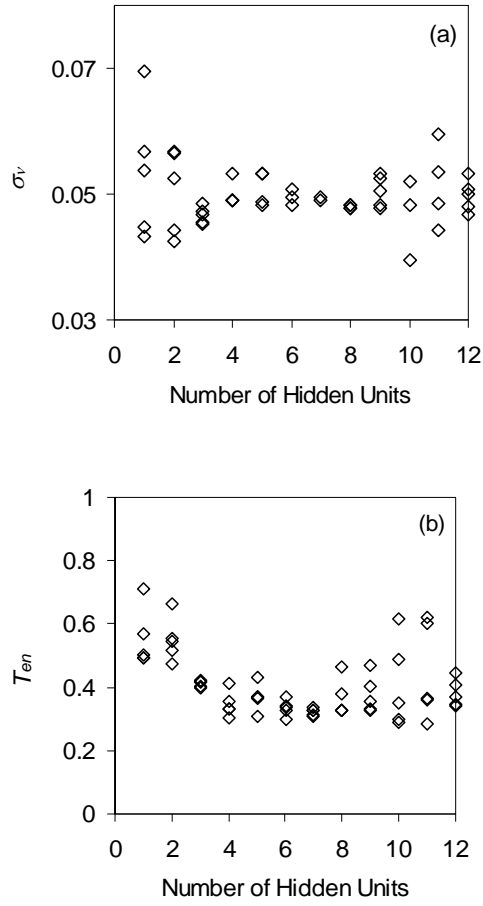 (a)
0.07
0.05
0.03
σν
0 2 4 6 8 10 12
Number of Hidden Units
(b)
1
0.8
0.6
0.4
0.2
0
Ten
0 2 4 6 8 10 12
Number of Hidden Units